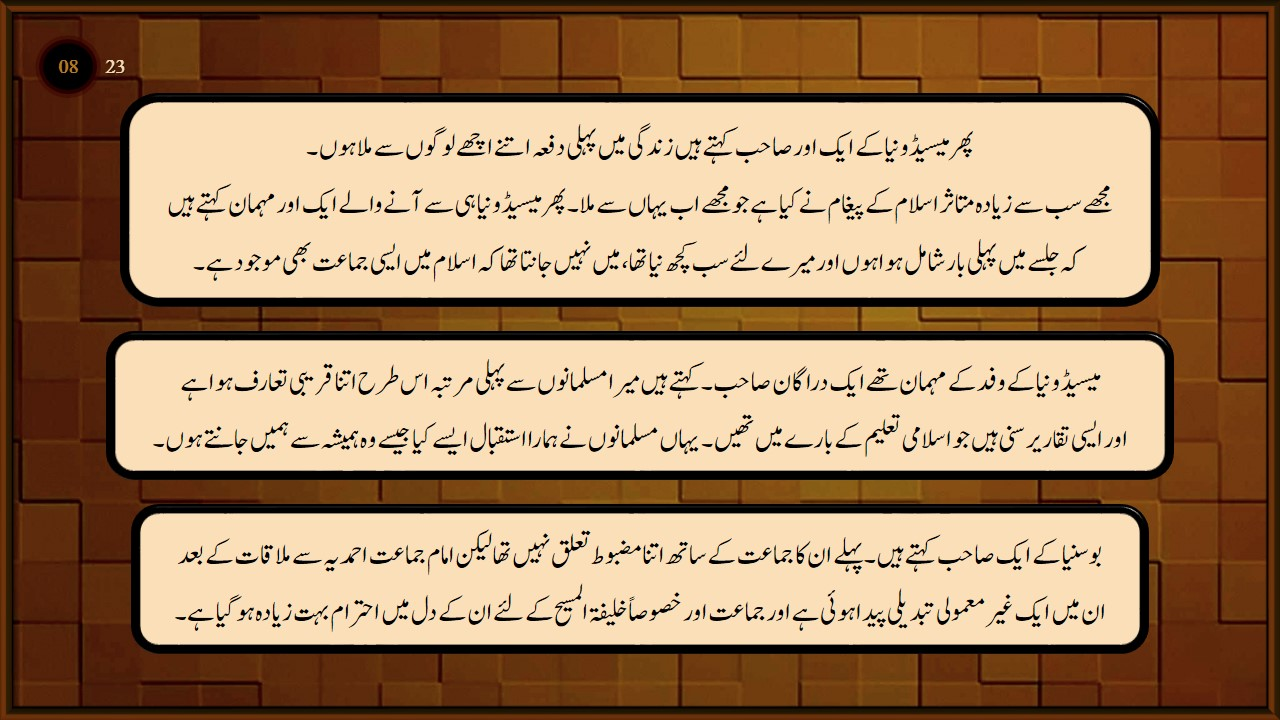 08 23
پھر میسیڈونیا کے ایک اور صاحب کہتے ہیں زندگی میں پہلی دفعہ اتنے اچھے لوگوں سے ملا ہوں۔
مجھے سب سے زیادہ متاثر اسلام کے پیغام نے کیا ہے جو مجھے اب یہاں سے ملا۔ پھر میسیڈونیا ہی سے آنے والے ایک اور مہمان کہتے ہیں
کہ جلسے میں پہلی بار شامل ہوا ہوں اور میرے لئے سب کچھ نیا تھا، میں نہیں جانتا تھا کہ اسلام میں ایسی جماعت بھی موجود ہے۔
میسیڈونیا کے وفد کے مہمان تھے ایک دراگان صاحب۔ کہتے ہیں میرا مسلمانوں سے پہلی مرتبہ اس طرح اتنا قریبی تعارف ہوا ہے
اور ایسی تقاریر سنی ہیں جو اسلامی تعلیم کے بارے میں تھیں۔ یہاں مسلمانوں نے ہمارا استقبال ایسے کیا جیسے وہ ہمیشہ سے ہمیں جانتے ہوں۔
بوسنیا کے ایک صاحب کہتے ہیں۔ پہلے ان کا جماعت کے ساتھ اتنا مضبوط تعلق نہیں تھا لیکن امام جماعت احمدیہ سے ملاقات کے بعد
ان میں ایک غیر معمولی تبدیلی پیدا ہوئی ہے اور جماعت اور خصوصاً خلیفۃ المسیح کے لئے ان کے دل میں احترام بہت زیادہ ہو گیا ہے۔